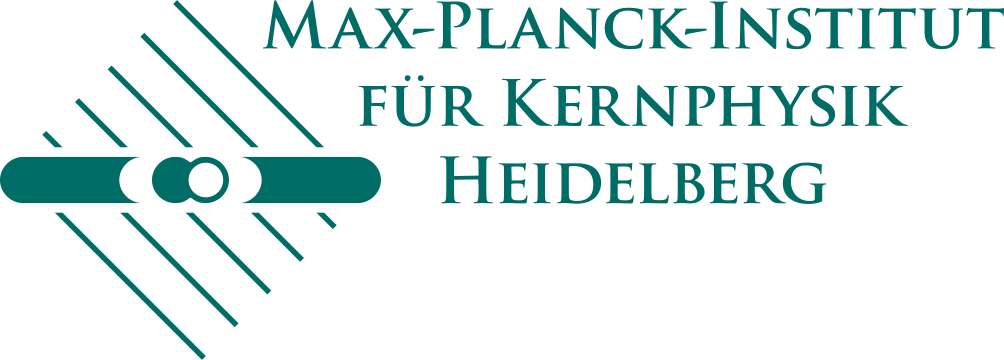 MAX-PLANCK-INSTITUT
FÜR KERNPHYSIK
HEIDELBERG